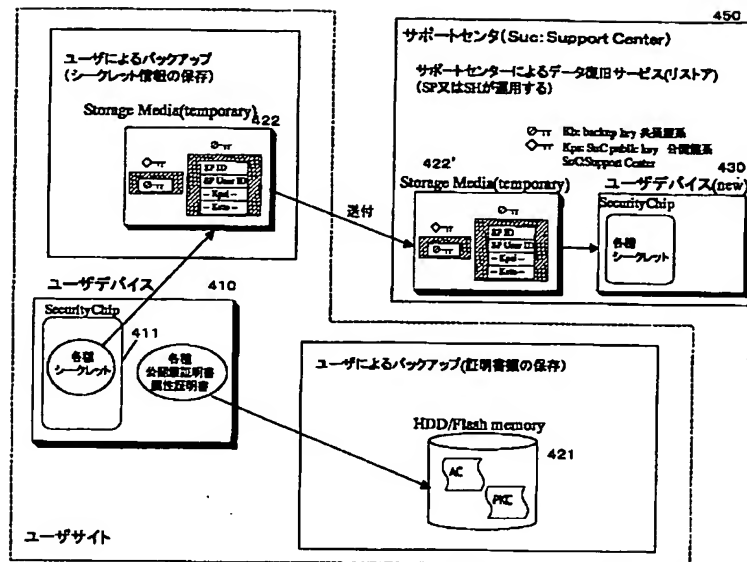 450
ユーザによるバックアップ
(シークレット情報の保存)
Storage Media(temporary)
422
SP ID
SP User ID
サポートセンタ(Suc: Support Center)
サポートセンターによるデータ復旧サービス(リストア)
(SP又はSHが運用する)
Kb: backup key 共通鍵系
Kps: SuC public key 公開鍵系
SuC:Support Center
422'
430
Storage Media(temporary)
ユーザデバイス(new)
SecurityChip
SP ID
SP User ID
各種
シークレット
送付
ユーザデバイス
410
SecurityChip
411
各種
シークレット
各種
公開鍵証明書
属性証明書
ユーザによるバックアップ(証明書類の保存)
HDD/Flash memory
421
AC
PKC
ユーザサイト